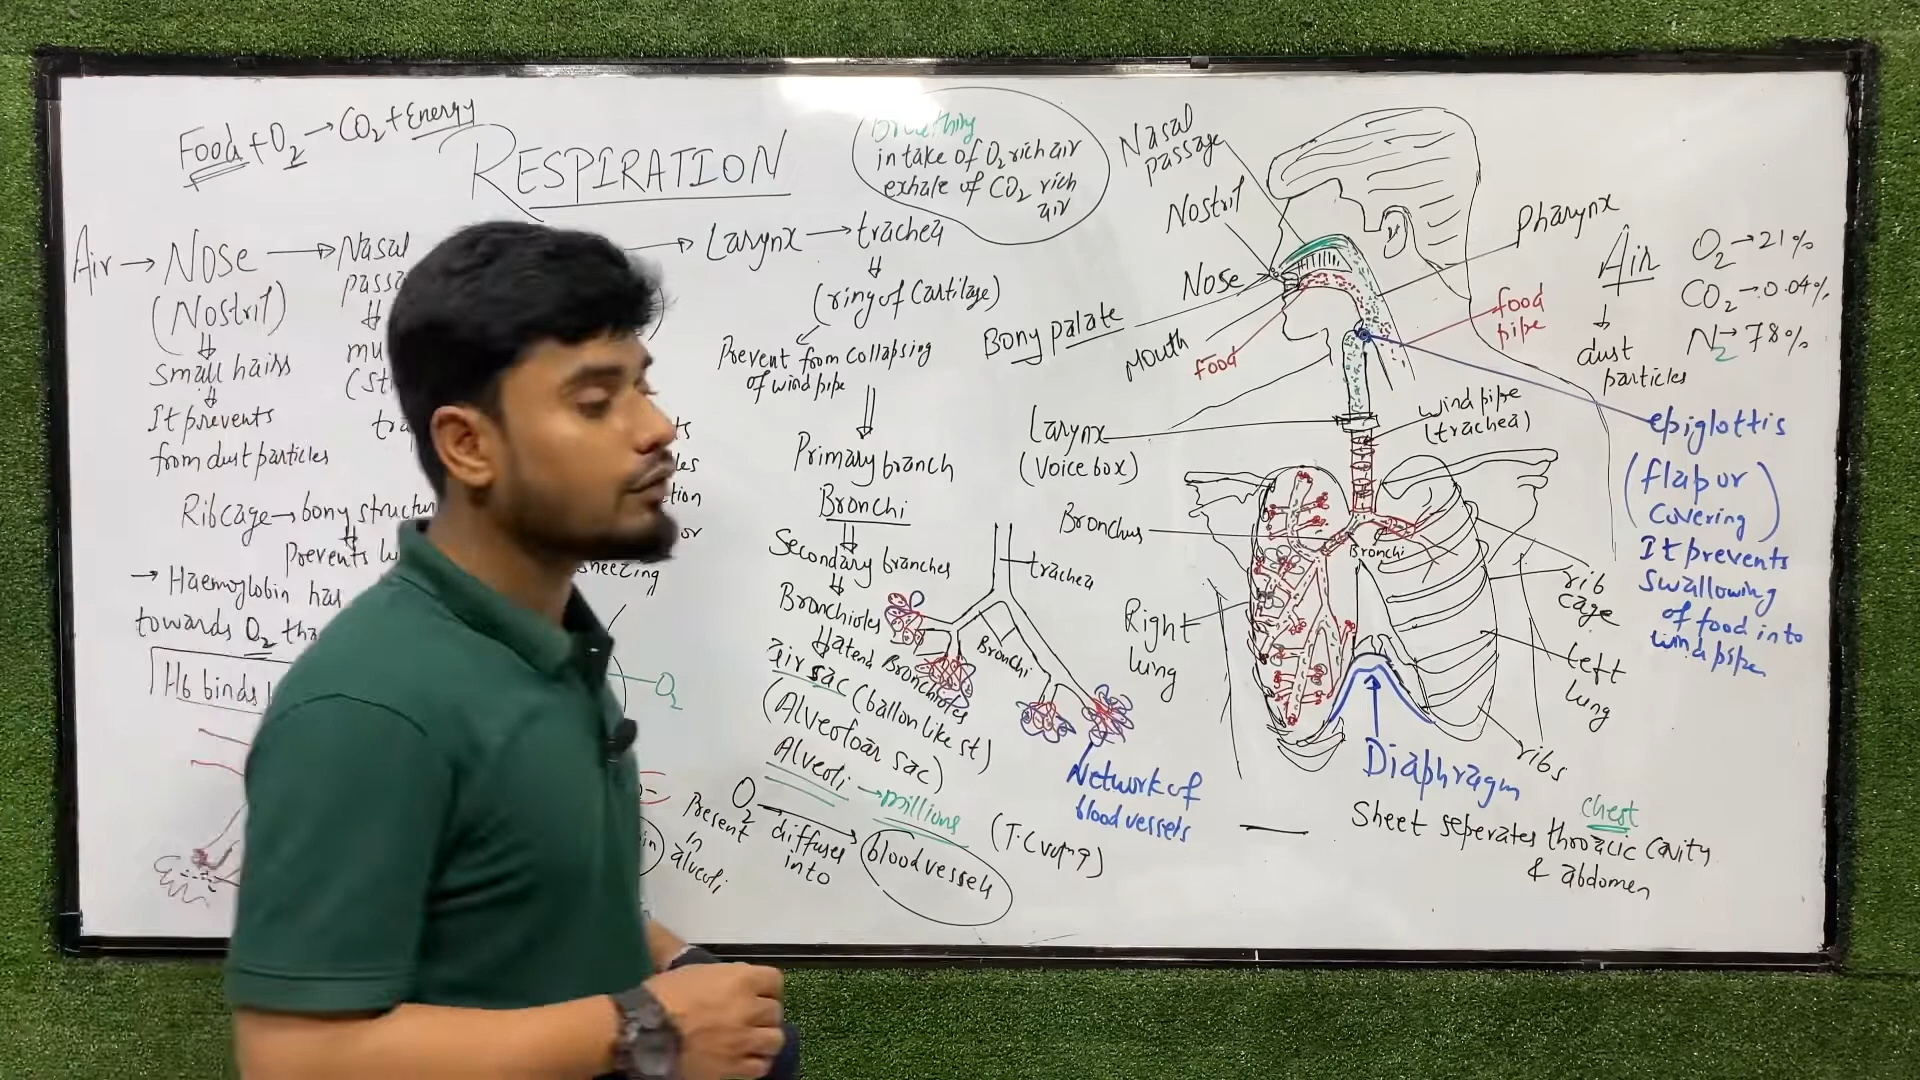 Food + O2 → CO2 + Energy
RESPIRATION
Breathing
intake of O2 rich air
exhale of CO2 rich
air
Air → Nose → Nasal
→ Larynx → trachea
(Nostril)
small hairs
It prevents
from dust particles
Ribcage → bony
Prevents
→ Haemoglobin has
towards O2
Hb binds
sneezing
(ring of Cartilage)
Prevent from collapsing
of wind pipe
Primary branch
Bronchi
Secondary branches
Bronchioles
at end Bronchioles
air sac (ballon like st)
(Alveoloar sac)
Alveoli → millions
O2 diffuses
into
blood vessels
Present
in
alveoli
trachea
Bronchi
Network of
blood vessels
Nasal
passage
Nostril
Nose
Bony palate
Mouth
food
Pharynx
food
pipe
Larynx
(Voice box)
wind pipe
(trachea)
Bronchus
Bronchi
Right
lung
rib
cage
Left
lung
ribs
Diaphragm
chest
Sheet seperates thoracic cavity
& abdomen
Air
dust
particles
O2 → 21%
CO2 → 0.04%
N2 → 78%
epiglottis
(flap or
covering)
It prevents
swallowing
of food into
wind pipe